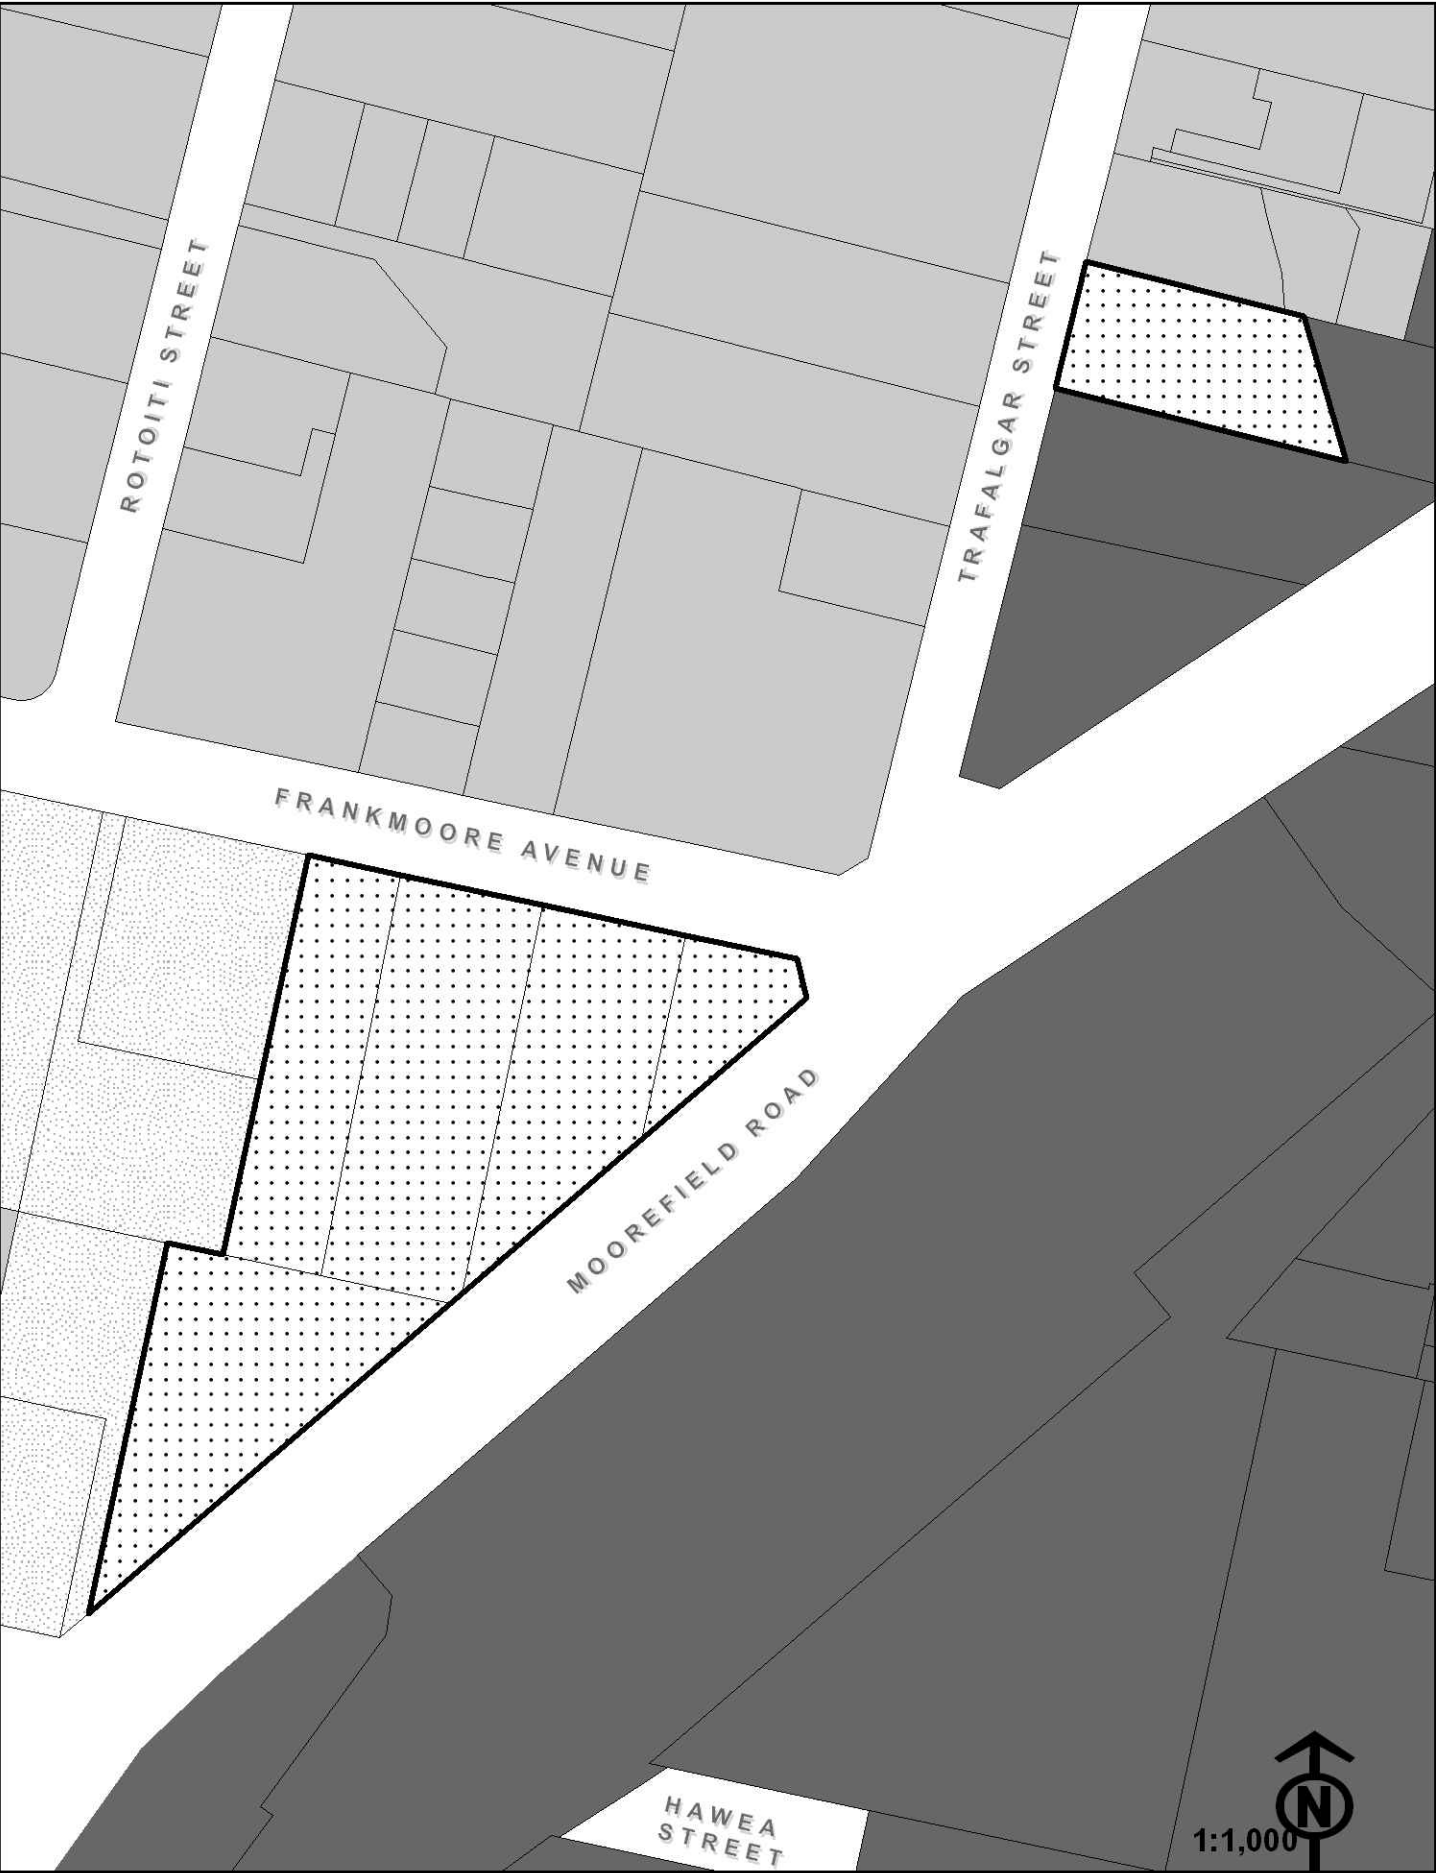 ROTOITI STREET
TRAFALGAR STREET
FRANKMOORE AVENUE
MOOREFIELD ROAD
HAWEA
STREET
N
1:1,000